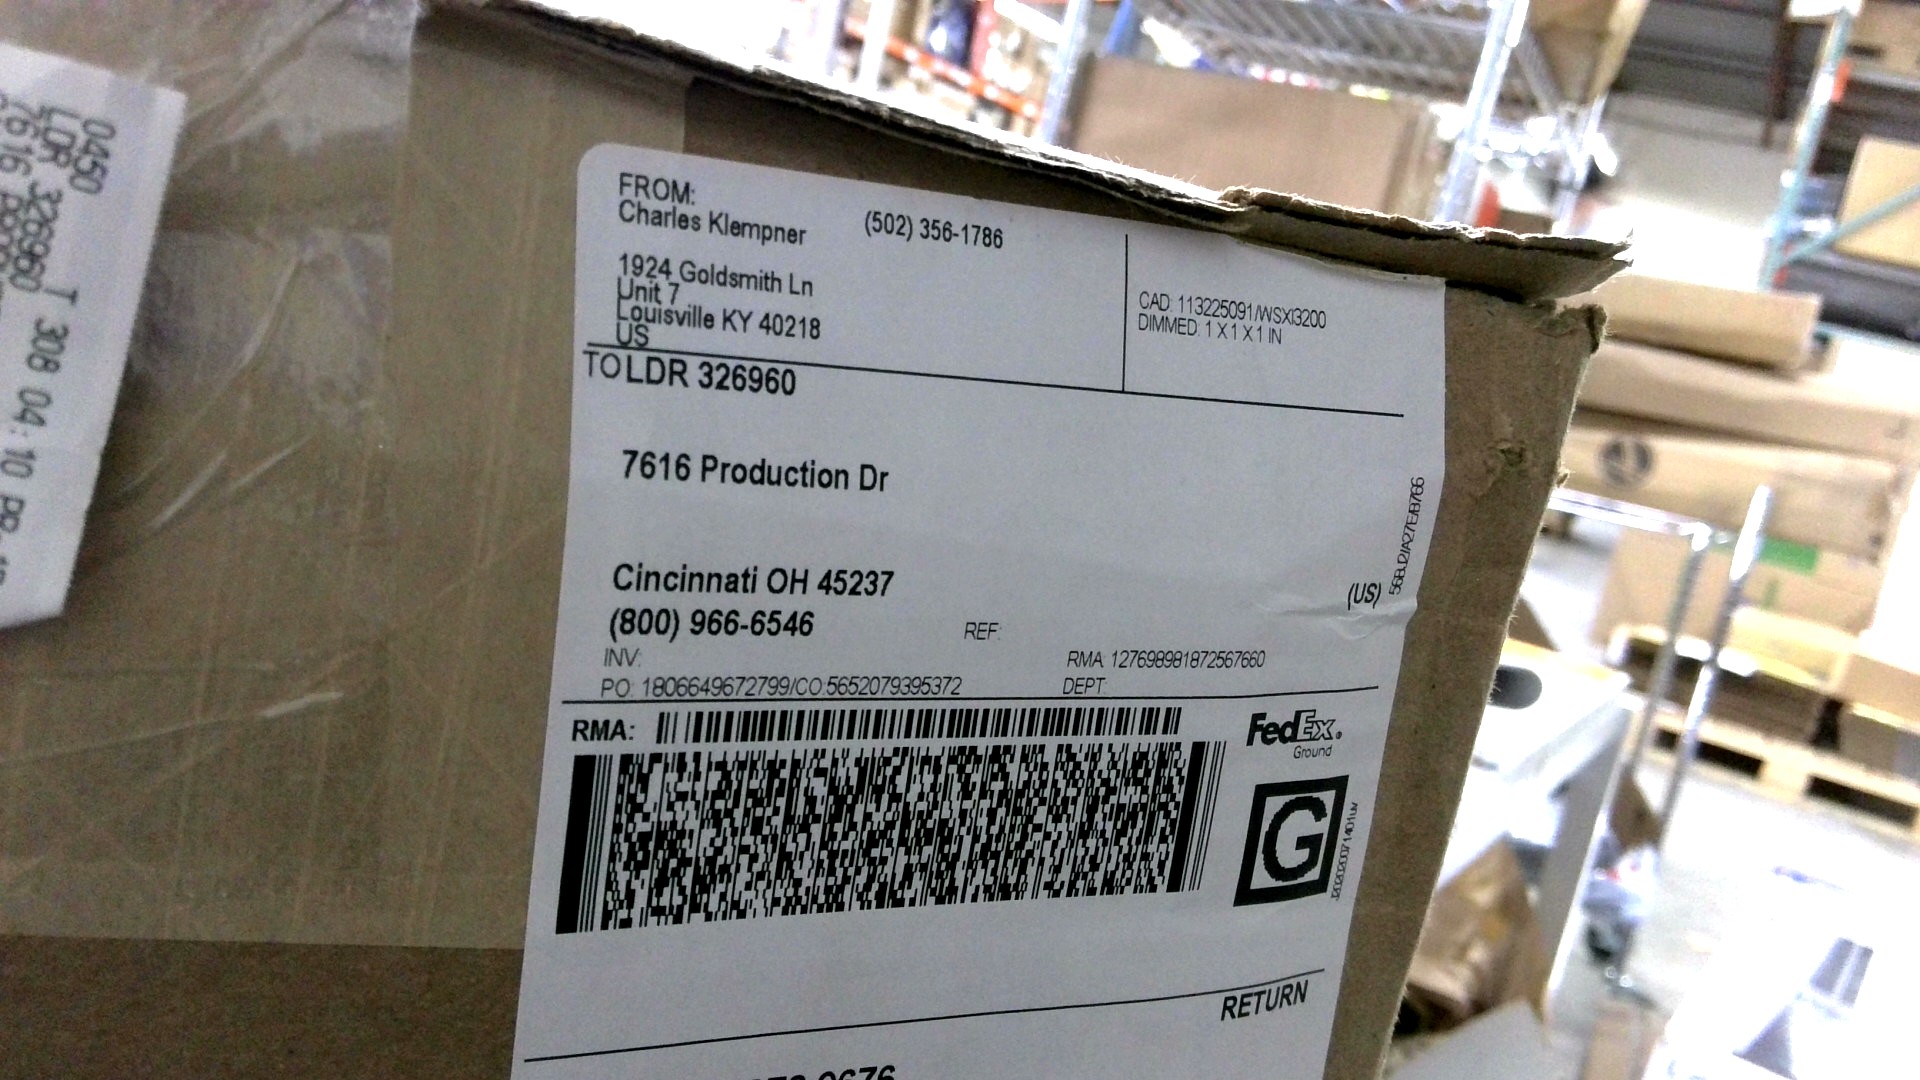 FROM:
Charles Klempner
(502) 356-1786
1924 Goldsmith Ln
Unit 7
Louisville KY 40218
US
CAD: 113225091/WSXI3200
DIMMED: 1 X 1 X 1 IN
TO LDR 326960
7616 Production Dr
Cincinnati OH 45237
(800) 966-6546
(US)
REF:
INV:
RMA: 127698981872567660
PO: 1806649672799/CO:5652079395372
DEPT:
RMA:
FedEx
Ground
G
RETURN
0450
LDR 326960
T 308 04:10
7616